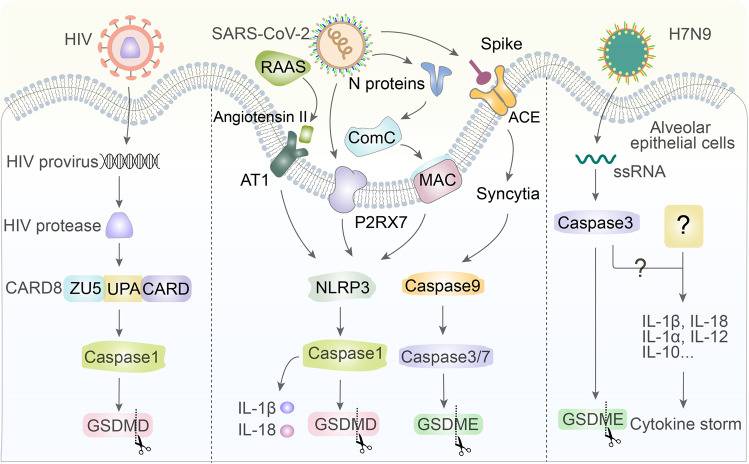 HIV
HIV provirus
HIV protease
CARD8 ZU5 UPA CARD
Caspase1
GSDMD
SARS-CoV-2
RAAS
N proteins
Spike
Angiotensin II
ACE
ComC
AT1
MAC
P2RX7
Syncytia
NLRP3
Caspase9
Caspase1
Caspase3/7
IL-1β
IL-18
GSDMD
GSDME
H7N9
Alveolar
epithelial cells
ssRNA
Caspase3
?
?
IL-1β, IL-18
IL-1α, IL-12
IL-10...
GSDME
Cytokine storm